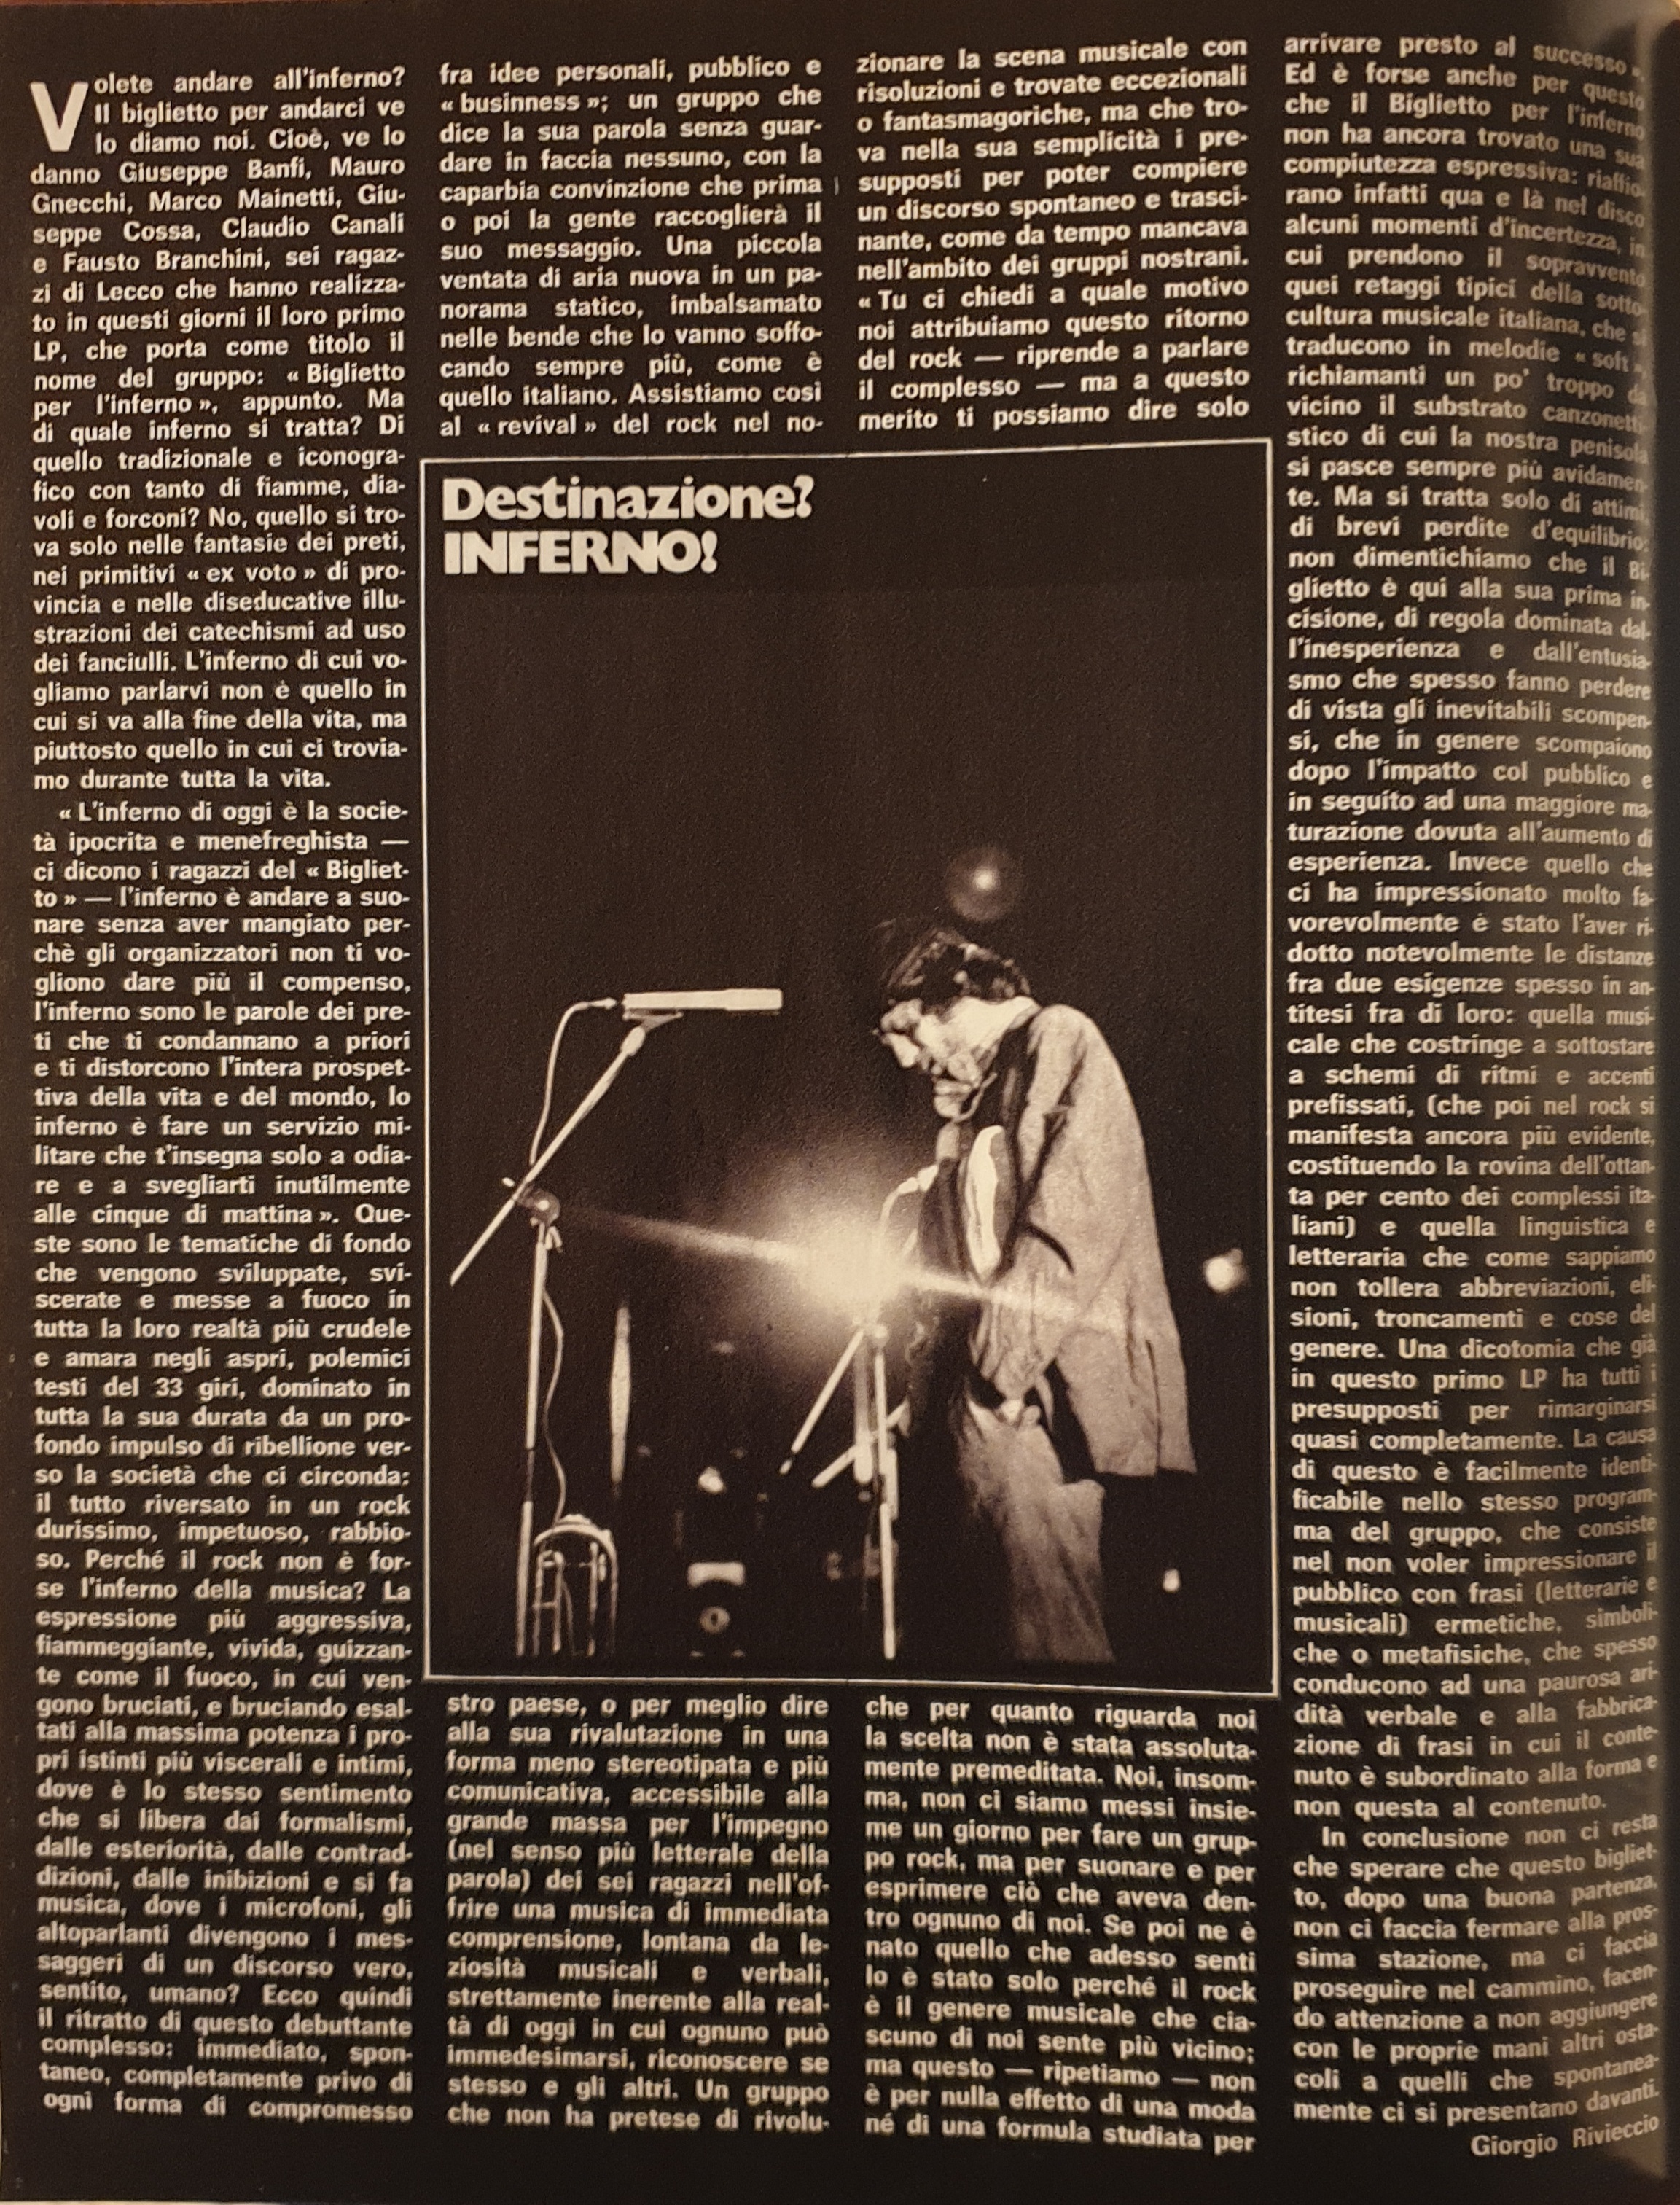 Destinazione?
INFERNO!
Volete andare all'inferno?
Il biglietto per andarci ve
lo diamo noi. Cioè, ve lo
danno Giuseppe Banfi, Mauro
Gnecchi, Marco Mainetti, Giu-
seppe Cossa, Claudio Canali
e Fausto Branchini, sei ragaz-
zi di Lecco che hanno realizza-
to in questi giorni il loro primo
LP, che porta come titolo il
nome del gruppo: « Biglietto
per l'inferno », appunto. Ma
di quale inferno si tratta? Di
quello tradizionale e iconogra-
fico con tanto di fiamme, dia-
voli e forconi? No, quello si tro-
va solo nelle fantasie dei preti,
nei primitivi « ex voto » di pro-
vincia e nelle diseducative illu-
strazioni dei catechismi ad uso
dei fanciulli. L'inferno di cui vo-
gliamo parlarvi non è quello in
cui si va alla fine della vita, ma
piuttosto quello in cui ci trovia-
mo durante tutta la vita.
« L'inferno di oggi è la socie-
tà ipocrita e menefreghista —
ci dicono i ragazzi del « Bigliet-
to » — l'inferno è andare a suo-
nare senza aver mangiato per-
chè gli organizzatori non ti vo-
gliono dare più il compenso,
l'inferno sono le parole dei pre-
ti che ti condannano a priori
e ti distorcono l'intera prospet-
tiva della vita e del mondo, lo
inferno è fare un servizio mi-
litare che t'insegna solo a odia-
re e a svegliarti inutilmente
alle cinque di mattina ». Que-
ste sono le tematiche di fondo
che vengono sviluppate, svi-
scerate e messe a fuoco in
tutta la loro realtà più crudele
e amara negli aspri, polemici
testi del 33 giri, dominato in
tutta la sua durata da un pro-
fondo impulso di ribellione ver-
so la società che ci circonda:
il tutto riversato in un rock
durissimo, impetuoso, rabbio-
so. Perché il rock non è for-
se l'inferno della musica? La
espressione più aggressiva,
fiammeggiante, vivida, guizzan-
te come il fuoco, in cui ven-
gono bruciati, e bruciando esal-
tati alla massima potenza i pro-
pri istinti più viscerali e intimi,
dove è lo stesso sentimento
che si libera dai formalismi,
dalle esteriorità, dalle contrad-
dizioni, dalle inibizioni e si fa
musica, dove i microfoni, gli
altoparlanti divengono i mes-
saggeri di un discorso vero,
sentito, umano? Ecco quindi
il ritratto di questo debuttante
complesso: immediato, spon-
taneo, completamente privo di
ogni forma di compromesso
fra idee personali, pubblico e
« businness »; un gruppo che
dice la sua parola senza guar-
dare in faccia nessuno, con la
caparbia convinzione che prima
o poi la gente raccoglierà il
suo messaggio. Una piccola
ventata di aria nuova in un pa-
norama statico, imbalsamato
nelle bende che lo vanno soffo-
cando sempre più, come è
quello italiano. Assistiamo così
al « revival » del rock nel no-
stro paese, o per meglio dire
alla sua rivalutazione in una
forma meno stereotipata e più
comunicativa, accessibile alla
grande massa per l'impegno
(nel senso più letterale della
parola) dei sei ragazzi nell'of-
frire una musica di immediata
comprensione, lontana da le-
ziosità musicali e verbali,
strettamente inerente alla real-
tà di oggi in cui ognuno può
immedesimarsi, riconoscere se
stesso e gli altri. Un gruppo
che non ha pretese di rivolu-
zionare la scena musicale con
risoluzioni e trovate eccezionali
o fantasmagoriche, ma che tro-
va nella sua semplicità i pre-
supposti per poter compiere
un discorso spontaneo e trasci-
nante, come da tempo mancava
nell'ambito dei gruppi nostrani.
« Tu ci chiedi a quale motivo
noi attribuiamo questo ritorno
del rock — riprende a parlare
il complesso — ma a questo
merito ti possiamo dire solo
che per quanto riguarda noi
la scelta non è stata assoluta-
mente premeditata. Noi, insom-
ma, non ci siamo messi insie-
me un giorno per fare un grup-
po rock, ma per suonare e per
esprimere ciò che aveva den-
tro ognuno di noi. Se poi ne è
nato quello che adesso senti
lo è stato solo perché il rock
è il genere musicale che cia-
scuno di noi sente più vicino;
ma questo — ripetiamo — non
è per nulla effetto di una moda
né di una formula studiata per
arrivare presto al successo ».
Ed è forse anche per questo
che il Biglietto per l'inferno
non ha ancora trovato una sua
compiutezza espressiva: riaffio-
rano infatti qua e là nel disco
alcuni momenti d'incertezza, in
cui prendono il sopravvento
quei retaggi tipici della sotto-
cultura musicale italiana, che si
traducono in melodie « soft »,
richiamanti un po' troppo da
vicino il substrato canzonetti-
stico di cui la nostra penisola
si pasce sempre più avidamen-
te. Ma si tratta solo di attimi,
di brevi perdite d'equilibrio:
non dimentichiamo che il Bi-
glietto è qui alla sua prima in-
cisione, di regola dominata dal-
l'inesperienza e dall'entusia-
smo che spesso fanno perdere
di vista gli inevitabili scompen-
si, che in genere scompaiono
dopo l'impatto col pubblico e
in seguito ad una maggiore ma-
turazione dovuta all'aumento di
esperienza. Invece quello che
ci ha impressionato molto fa-
vorevolmente è stato l'aver ri-
dotto notevolmente le distanze
fra due esigenze spesso in an-
titesi fra di loro: quella musi-
cale che costringe a sottostare
a schemi di ritmi e accenti
prefissati, (che poi nel rock si
manifesta ancora più evidente,
costituendo la rovina dell'ottan-
ta per cento dei complessi ita-
liani) e quella linguistica e
letteraria che come sappiamo
non tollera abbreviazioni, eli-
sioni, troncamenti e cose del
genere. Una dicotomia che già
in questo primo LP ha tutti i
presupposti per rimarginarsi
quasi completamente. La causa
di questo è facilmente identi-
ficabile nello stesso program-
ma del gruppo, che consiste
nel non voler impressionare il
pubblico con frasi (letterarie e
musicali) ermetiche, simboli-
che o metafisiche, che spesso
conducono ad una paurosa ari-
dità verbale e alla fabbrica-
zione di frasi in cui il conte-
nuto è subordinato alla forma e
non questa al contenuto.
In conclusione non ci resta
che sperare che questo bigliet-
to, dopo una buona partenza,
non ci faccia fermare alla pros-
sima stazione, ma ci faccia
proseguire nel cammino, facen-
do attenzione a non aggiungere
con le proprie mani altri osta-
coli a quelli che spontanea-
mente ci si presentano davanti.
Giorgio Rivieccio